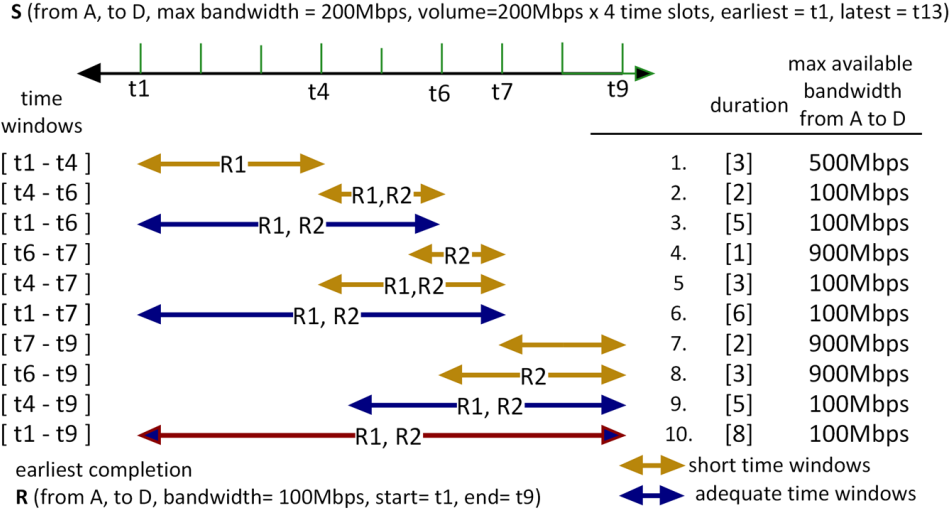 S (from A, to D, max bandwidth = 200Mbps, volume=200Mbps x 4 time slots, earliest = t1, latest = t13)
t1 t4 t6 t7 t9
time windows duration max available bandwidth from A to D
[ t1 - t4 ] R1 1. [3] 500Mbps
[ t4 - t6 ] R1,R2 2. [2] 100Mbps
[ t1 - t6 ] R1, R2 3. [5] 100Mbps
[ t6 - t7 ] R2 4. [1] 900Mbps
[ t4 - t7 ] R1,R2 5 [3] 100Mbps
[ t1 - t7 ] R1, R2 6. [6] 100Mbps
[ t7 - t9 ] 7. [2] 900Mbps
[ t6 - t9 ] R2 8. [3] 900Mbps
[ t4 - t9 ] R1, R2 9. [5] 100Mbps
[ t1 - t9 ] R1, R2 10. [8] 100Mbps
earliest completion short time windows
R (from A, to D, bandwidth= 100Mbps, start= t1, end= t9) adequate time windows